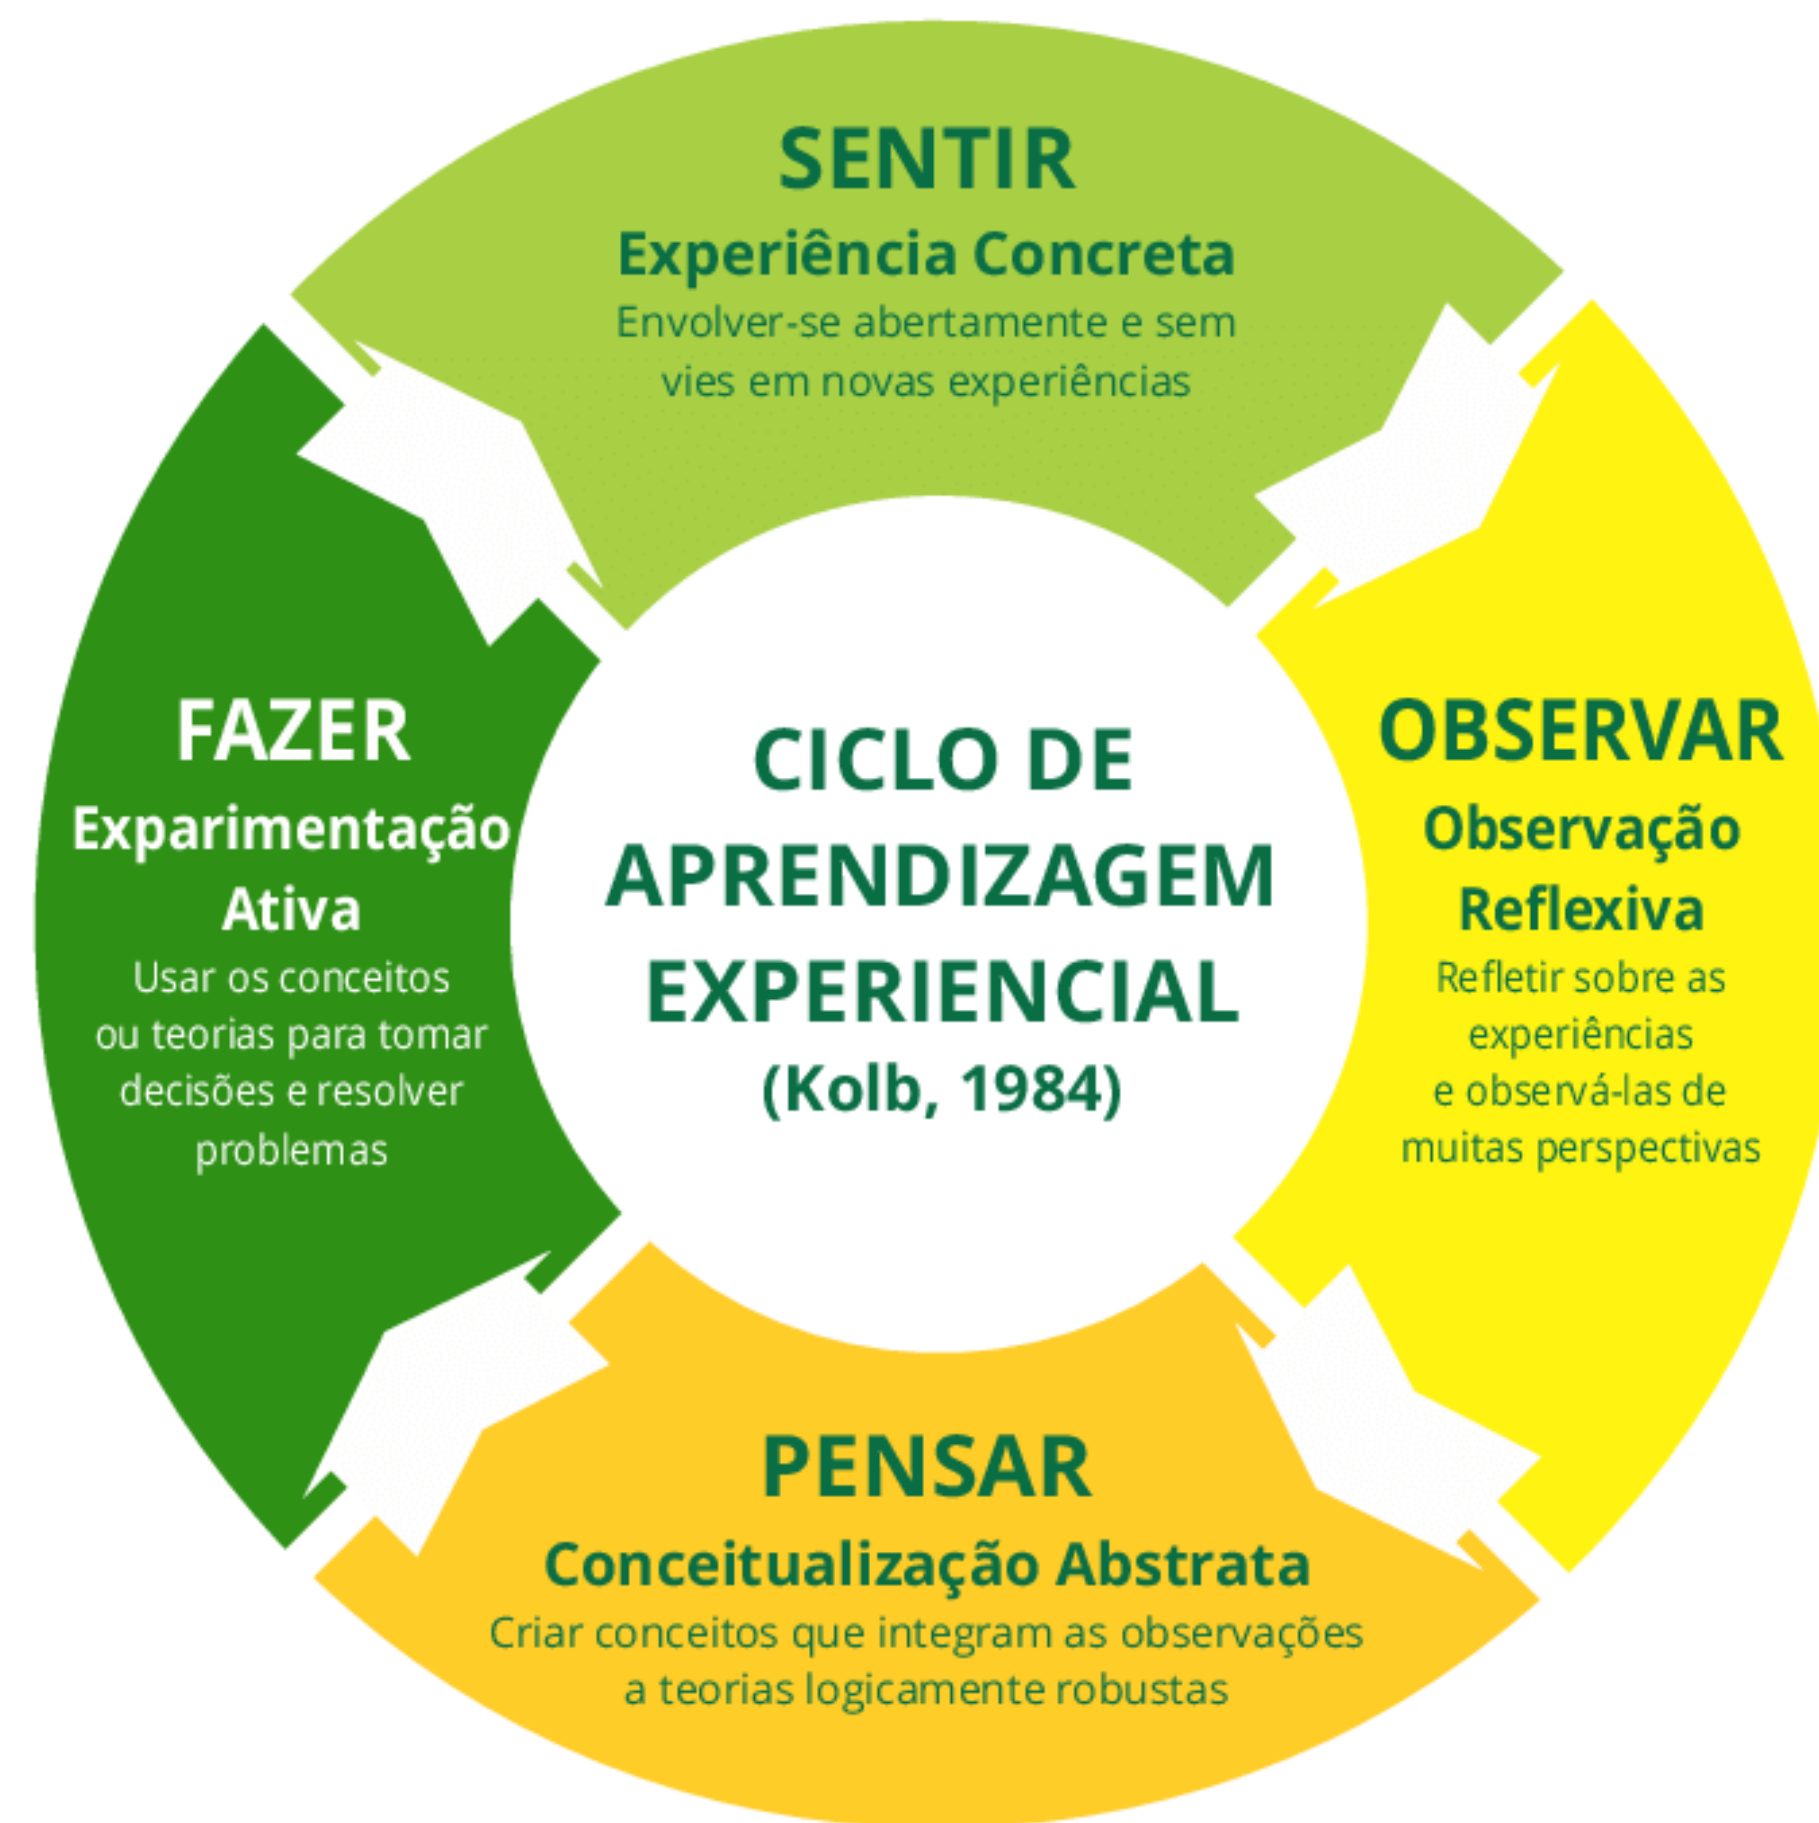 SENTIR
Experiência Concreta
Envolver-se abertamente e sem
vies em novas experiências
FAZER
Exparimentação
Ativa
Usar os conceitos
ou teorias para tomar
decisões e resolver
problemas
CICLO DE
APRENDIZAGEM
EXPERIENCIAL
(Kolb, 1984)
OBSERVAR
Observação
Reflexiva
Refletir sobre as
experiências
e observá-las de
muitas perspectivas
PENSAR
Conceitualização Abstrata
Criar conceitos que integram as observações
a teorias logicamente robustas